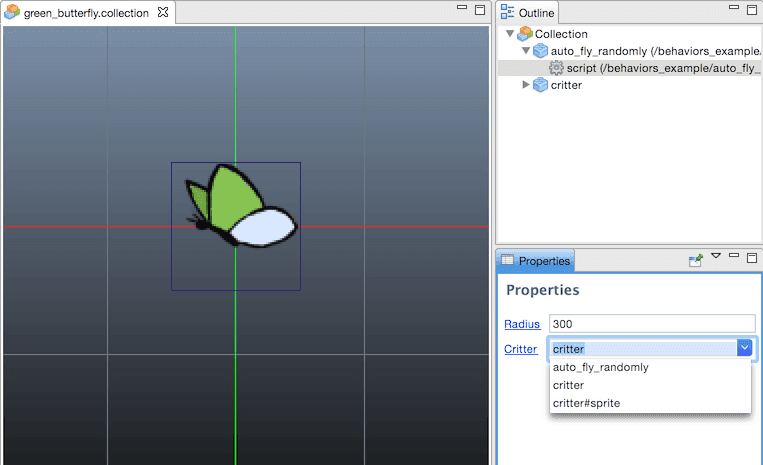 green_butterfly.collection
Outline
Collection
auto_fly_randomly (/behaviors_example/
script (/behaviors_example/auto_fly_
critter
Properties
Properties
Radius 300
Critter critter
auto_fly_randomly
critter
critter#sprite